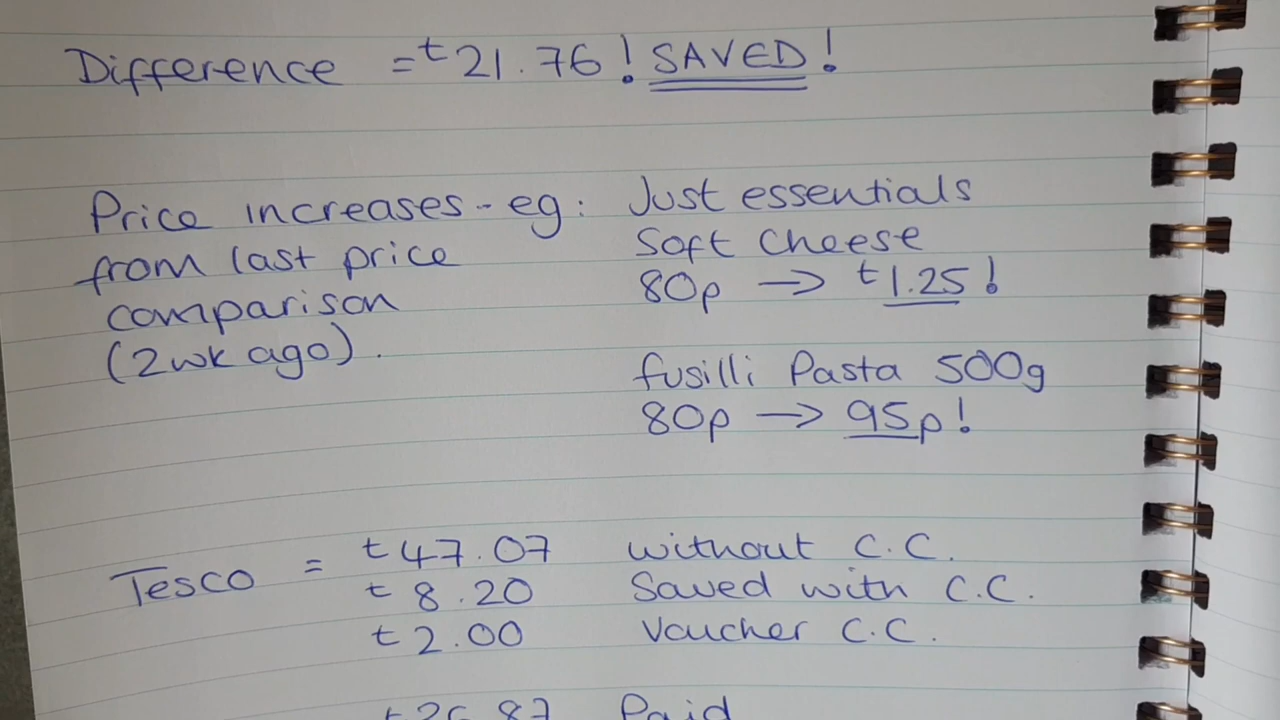 Difference = £21.76! SAVED!
Price increases - eg: Just essentials
from last price Soft Cheese
comparison 80p → £1.25!
(2wk ago).
fusilli Pasta 500g
80p → 95p!
Tesco = £47.07 without C.C.
£8.20 Saved with C.C.
£2.00 Voucher C.C.
Paid